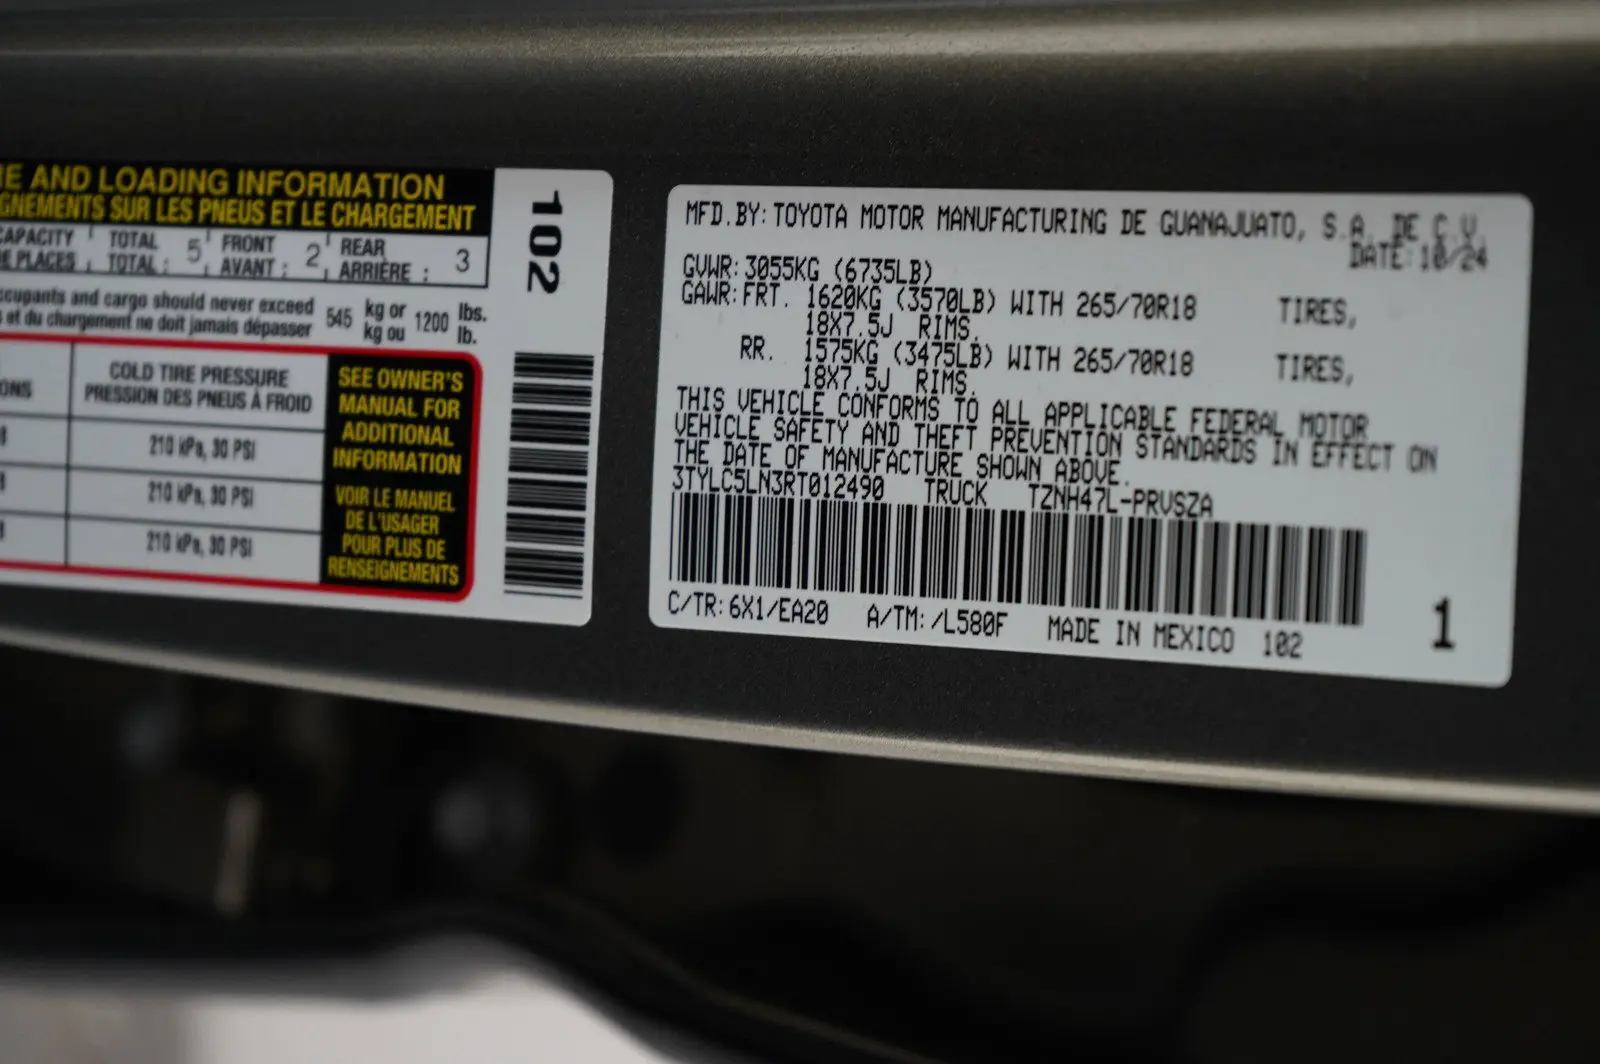 E AND LOADING INFORMATION
GNEMENTS SUR LES PNEUS ET LE CHARGEMENT
CAPACITY TOTAL 5 FRONT 2 REAR 3
PLACES TOTAL : AVANT : ARRIÈRE :
ccupants and cargo should never exceed 545 kg or 1200 lbs.
et du chargement ne doit jamais dépasser kg ou lb.
ONS
COLD TIRE PRESSURE
PRESSION DES PNEUS À FROID
210 kPa, 30 PSI
210 kPa, 30 PSI
210 kPa, 30 PSI
SEE OWNER'S
MANUAL FOR
ADDITIONAL
INFORMATION
VOIR LE MANUEL
DE L'USAGER
POUR PLUS DE
RENSEIGNEMENTS
102
MFD.BY:TOYOTA MOTOR MANUFACTURING DE GUANAJUATO, S.A. DE C.V.
DATE:10/24
GVWR:3055KG (6735LB)
GAWR:FRT. 1620KG (3570LB) WITH 265/70R18 TIRES,
18X7.5J RIMS.
RR. 1575KG (3475LB) WITH 265/70R18 TIRES,
18X7.5J RIMS.
THIS VEHICLE CONFORMS TO ALL APPLICABLE FEDERAL MOTOR
VEHICLE SAFETY AND THEFT PREVENTION STANDARDS IN EFFECT ON
THE DATE OF MANUFACTURE SHOWN ABOVE.
3TYLC5LN3RT012490 TRUCK TZNH47L-PRVSZA
C/TR:6X1/EA20 A/TM:/L580F MADE IN MEXICO 102
1